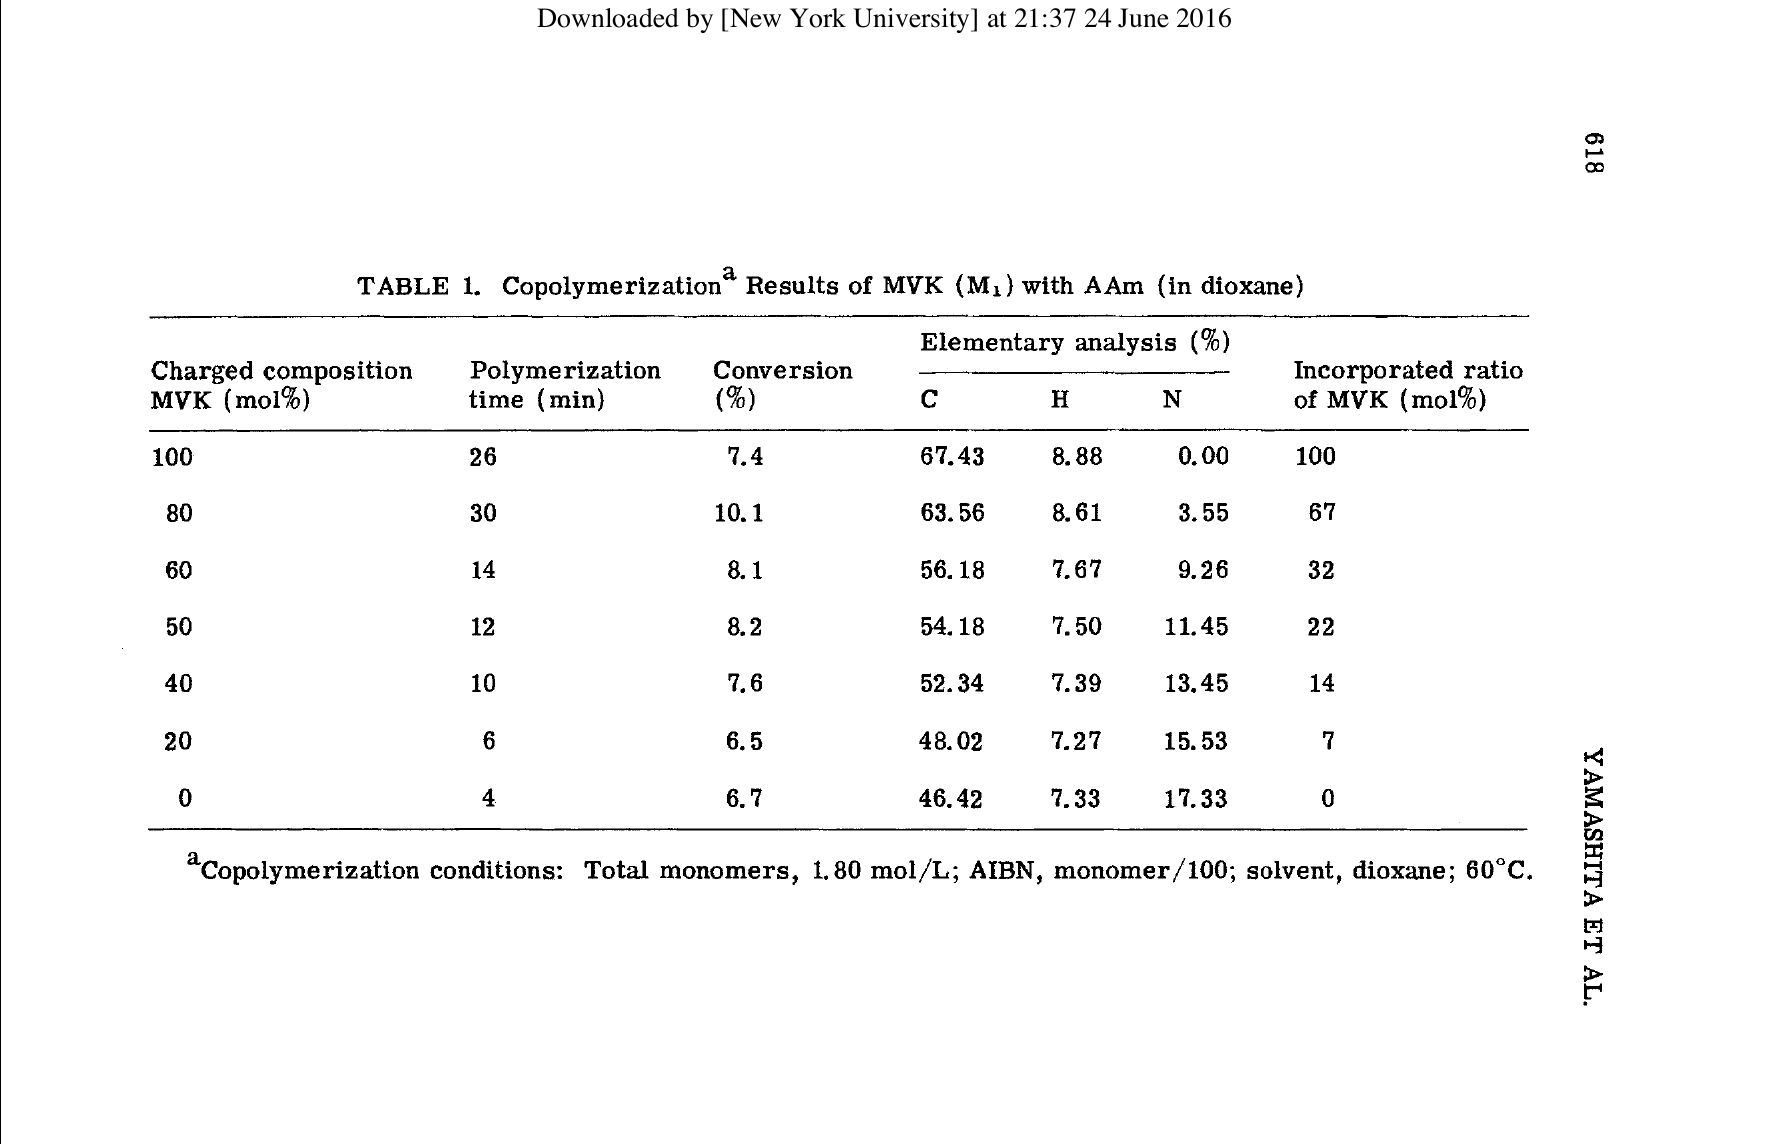 Downloaded by [New York University] at 21:37 24 June 2016
618
TABLE 1. Copolymerizationᵃ Results of MVK (M₁) with AAm (in dioxane)
Elementary analysis (%)
Charged composition Polymerization Conversion Incorporated ratio
MVK (mol%) time (min) (%) C H N of MVK (mol%)
100 26 7.4 67.43 8.88 0.00 100
80 30 10.1 63.56 8.61 3.55 67
60 14 8.1 56.18 7.67 9.26 32
50 12 8.2 54.18 7.50 11.45 22
40 10 7.6 52.34 7.39 13.45 14
20 6 6.5 48.02 7.27 15.53 7
0 4 6.7 46.42 7.33 17.33 0
ᵃCopolymerization conditions: Total monomers, 1.80 mol/L; AIBN, monomer/100; solvent, dioxane; 60°C.
YAMASHITA ET AL.